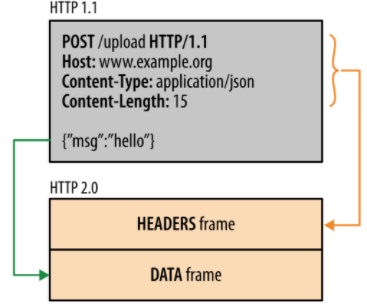 HTTP 1.1
POST /upload HTTP/1.1
Host: www.example.org
Content-Type: application/json
Content-Length: 15
{"msg":"hello"}
HTTP 2.0
HEADERS frame
DATA frame